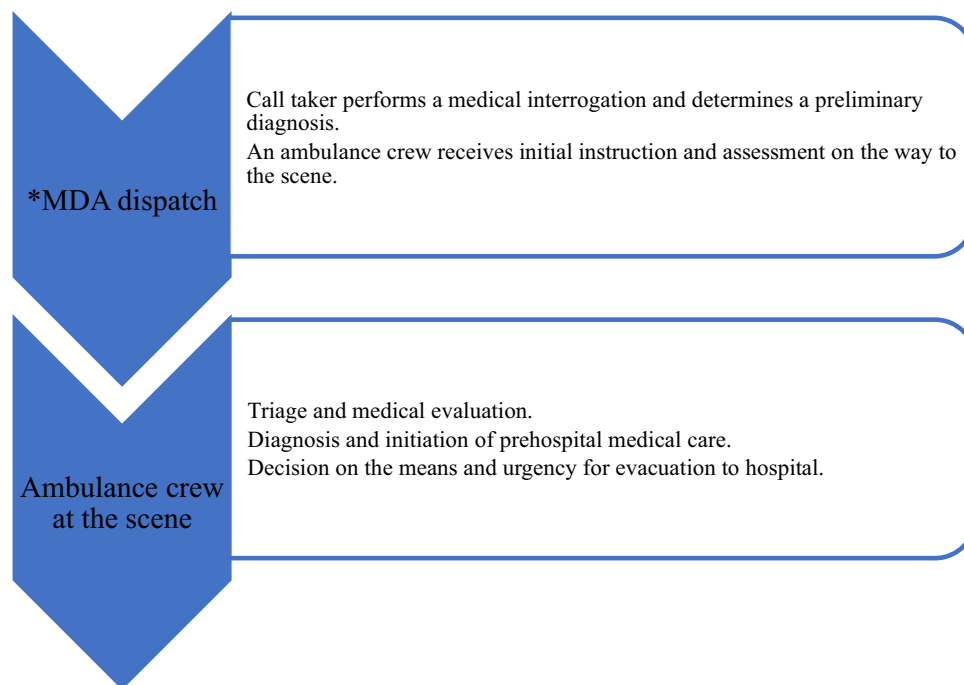 *MDA dispatch
Call taker performs a medical interrogation and determines a preliminary
diagnosis.
An ambulance crew receives initial instruction and assessment on the way to
the scene.
Ambulance crew
at the scene
Triage and medical evaluation.
Diagnosis and initiation of prehospital medical care.
Decision on the means and urgency for evacuation to hospital.